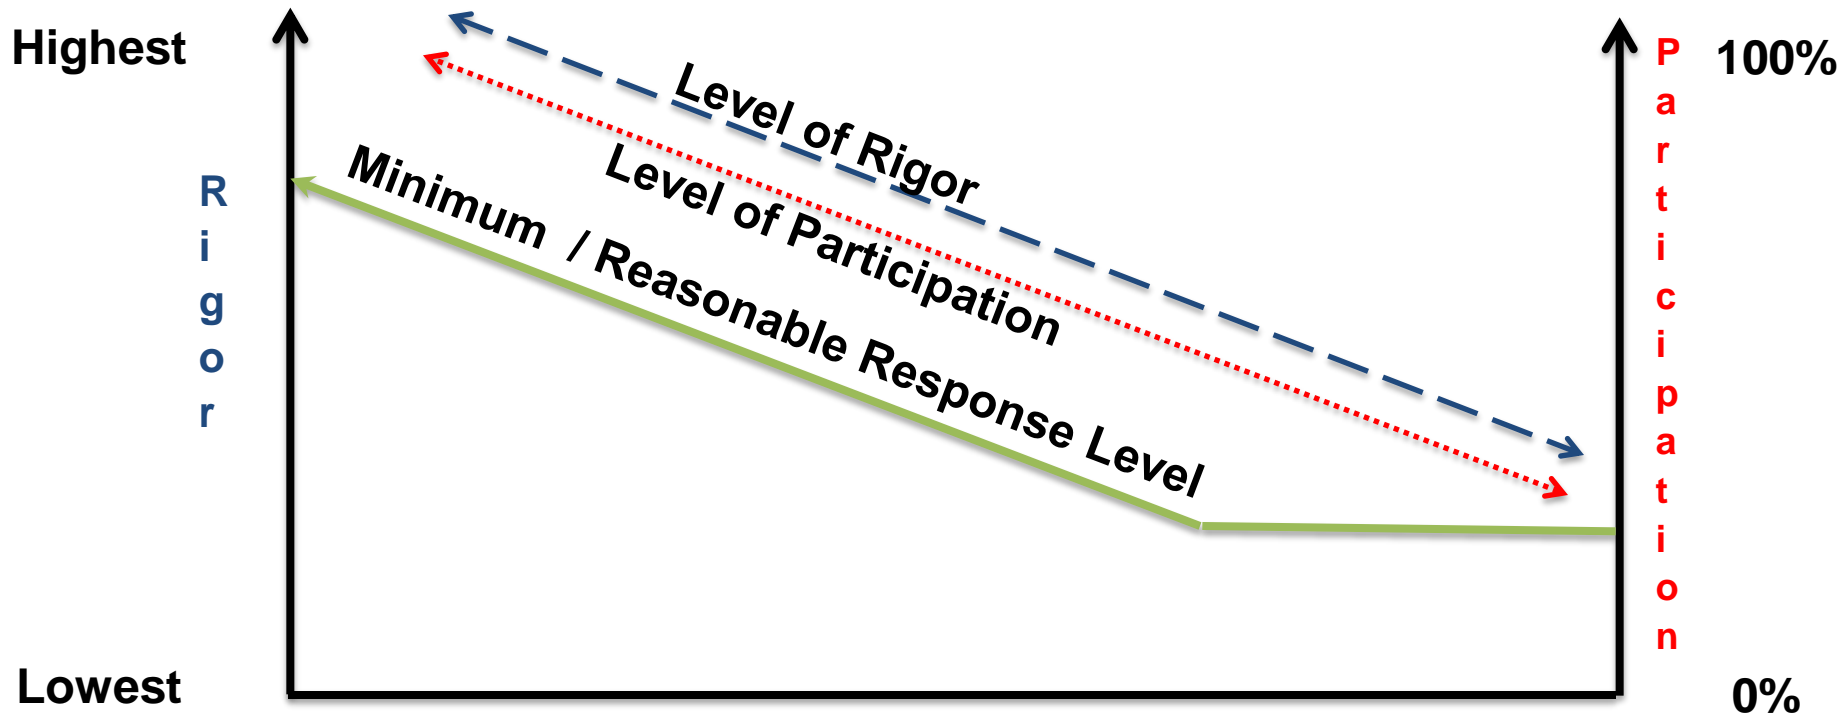 Highest
Rigor
Lowest
Level of Rigor
Level of Participation
Minimum / Reasonable Response Level
Participation
100%
0%